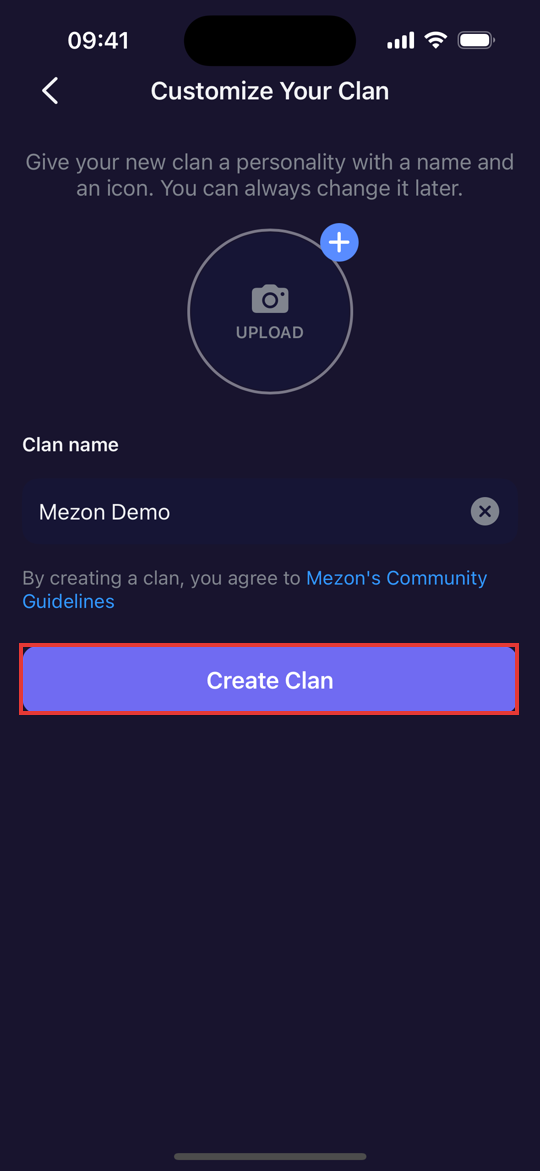 09:41
Customize Your Clan
Give your new clan a personality with a name and
an icon. You can always change it later.
UPLOAD
Clan name
Mezon Demo
By creating a clan, you agree to Mezon's Community
Guidelines
Create Clan